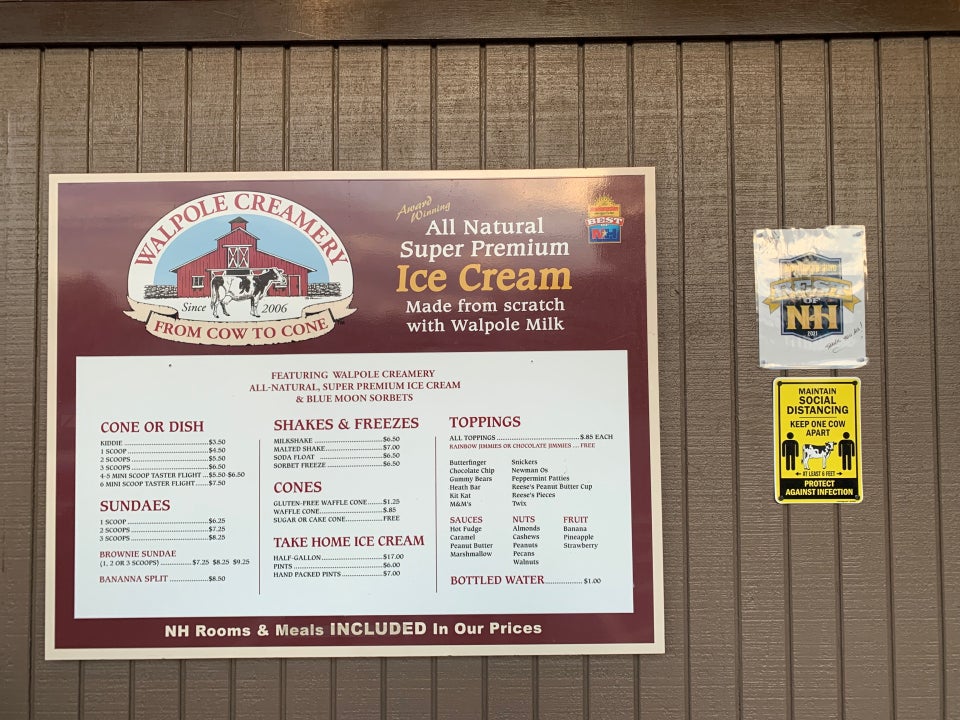 WALPOLE CREAMERY
Since 2006
FROM COW TO CONE
Award
Winning
All Natural
Super Premium
Ice Cream
Made from scratch
with Walpole Milk
BEST
NH
FEATURING WALPOLE CREAMERY
ALL-NATURAL, SUPER PREMIUM ICE CREAM
& BLUE MOON SORBETS
CONE OR DISH
KIDDIE $3.50
1 SCOOP $4.50
2 SCOOPS $5.50
3 SCOOPS $6.50
4-5 MINI SCOOP TASTER FLIGHT $5.50-$6.50
6 MINI SCOOP TASTER FLIGHT $7.50
SUNDAES
1 SCOOP $6.25
2 SCOOPS $7.25
3 SCOOPS $8.25
BROWNIE SUNDAE
(1, 2 OR 3 SCOOPS) $7.25 $8.25 $9.25
BANANNA SPLIT $8.50
SHAKES & FREEZES
MILKSHAKE $6.50
MALTED SHAKE $7.00
SODA FLOAT $6.50
SORBET FREEZE $6.50
CONES
GLUTEN-FREE WAFFLE CONE $1.25
WAFFLE CONE $.85
SUGAR OR CAKE CONE FREE
TAKE HOME ICE CREAM
HALF-GALLON $17.00
PINTS $6.00
HAND PACKED PINTS $7.00
TOPPINGS
ALL TOPPINGS $.85 EACH
RAINBOW JIMMIES OR CHOCOLATE JIMMIES .... FREE
Butterfinger
Chocolate Chip
Gummy Bears
Heath Bar
Kit Kat
M&M's
Snickers
Newman Os
Peppermint Patties
Reese's Peanut Butter Cup
Reese's Pieces
Twix
SAUCES
Hot Fudge
Caramel
Peanut Butter
Marshmallow
NUTS
Almonds
Cashews
Peanuts
Pecans
Walnuts
FRUIT
Banana
Pineapple
Strawberry
BOTTLED WATER $1.00
NH Rooms & Meals INCLUDED In Our Prices
BEST
OF
NH
2021
MAINTAIN
SOCIAL
DISTANCING
KEEP ONE COW
APART
AT LEAST 6 FEET
PROTECT
AGAINST INFECTION